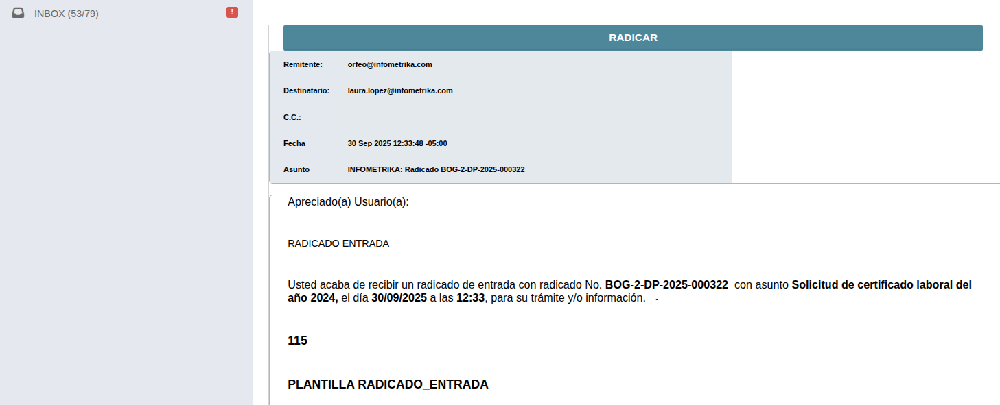 INBOX (53/79)
!
RADICAR
Remitente: orfeo@infometrika.com
Destinatario: laura.lopez@infometrika.com
C.C.:
Fecha 30 Sep 2025 12:33:48 -05:00
Asunto INFOMETRIKA: Radicado BOG-2-DP-2025-000322
Apreciado(a) Usuario(a):
RADICADO ENTRADA
Usted acaba de recibir un radicado de entrada con radicado No. BOG-2-DP-2025-000322 con asunto Solicitud de certificado laboral del
año 2024, el día 30/09/2025 a las 12:33, para su trámite y/o información. -
115
PLANTILLA RADICADO_ENTRADA